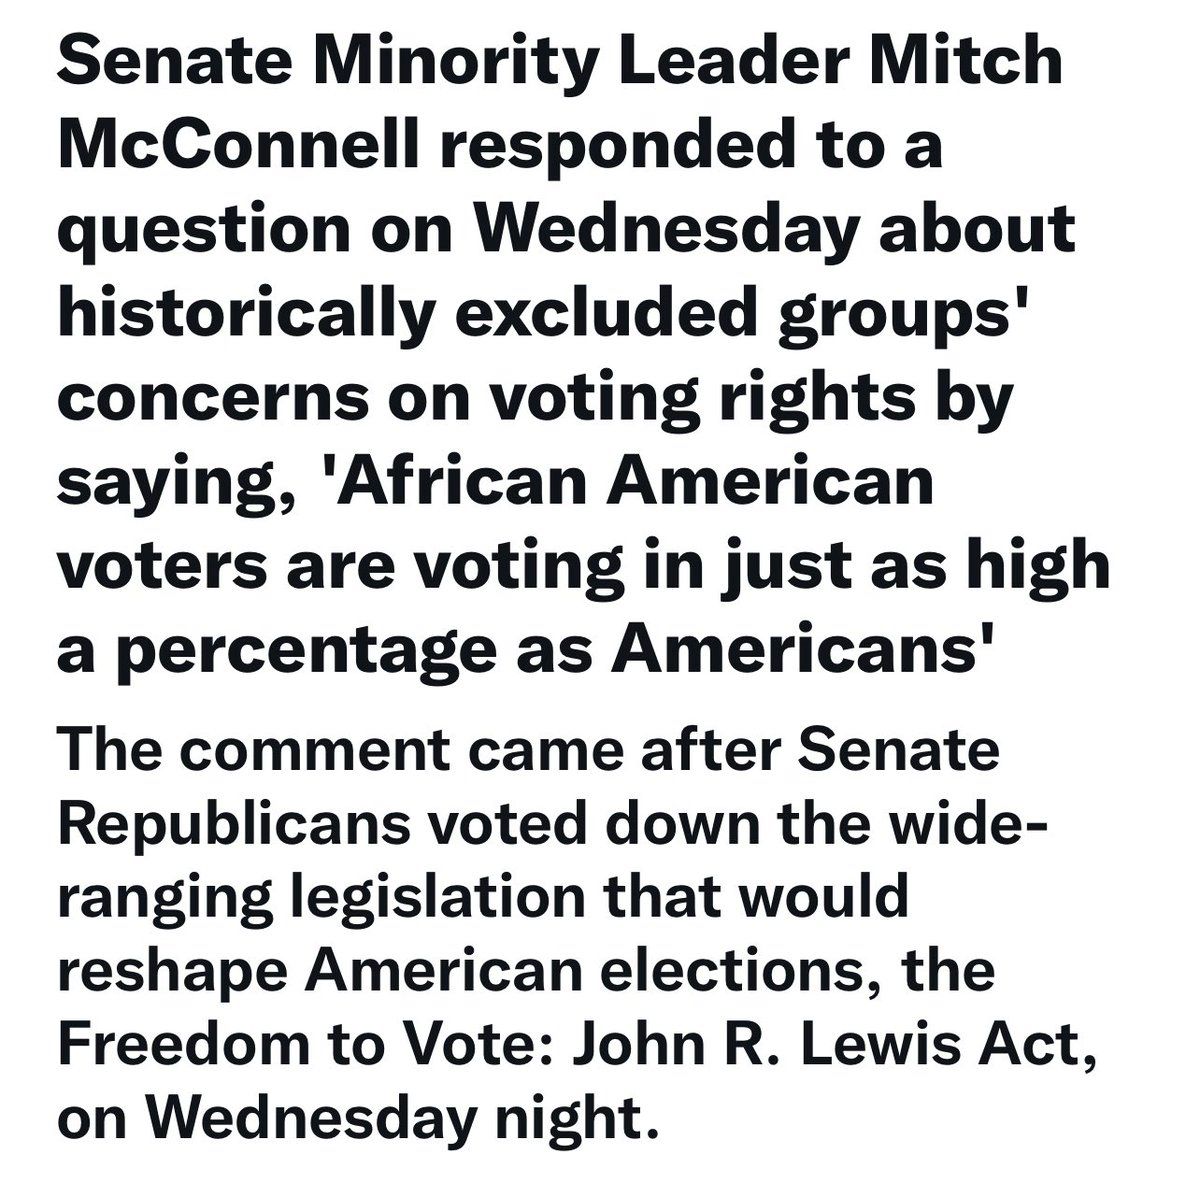 Senate Minority Leader Mitch
McConnell responded to a
question on Wednesday about
historically excluded groups'
concerns on voting rights by
saying, 'African American
voters are voting in just as high
a percentage as Americans'
The comment came after Senate
Republicans voted down the wide-
ranging legislation that would
reshape American elections, the
Freedom to Vote: John R. Lewis Act,
on Wednesday night.